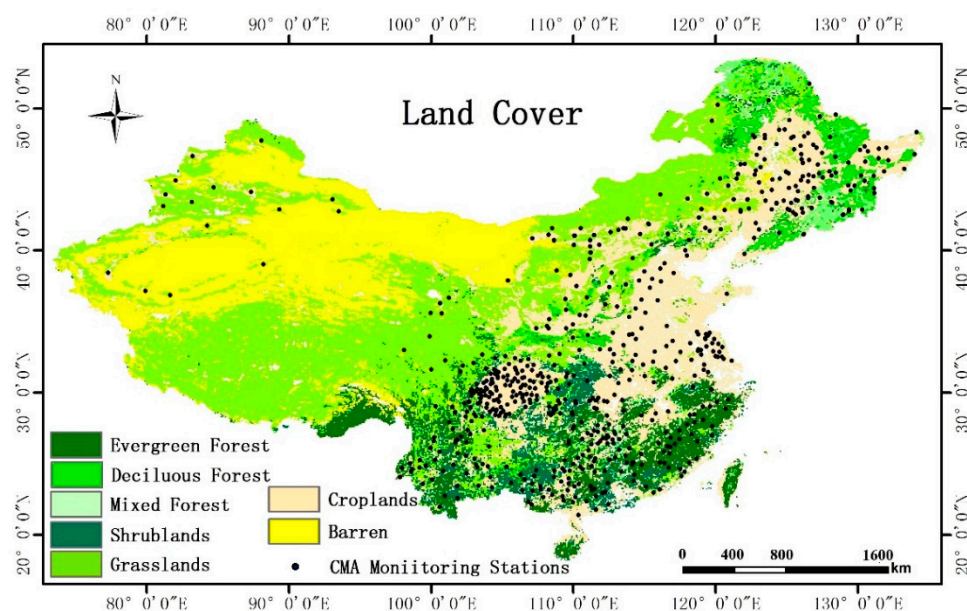 80° 0'0"E 90° 0'0"E 100° 0'0"E 110° 0'0"E 120° 0'0"E 130° 0'0"E
N
Land Cover
50° 0'0"N
50° 0'0"N
40° 0'0"N
40° 0'0"N
30° 0'0"N
30° 0'0"N
20° 0'0"N
20° 0'0"N
Evergreen Forest
Deciluous Forest
Mixed Forest
Shrublands
Grasslands
Croplands
Barren
CMA Moniitoring Stations
0 400 800 1600
km
80° 0'0"E 90° 0'0"E 100° 0'0"E 110° 0'0"E 120° 0'0"E 130° 0'0"E